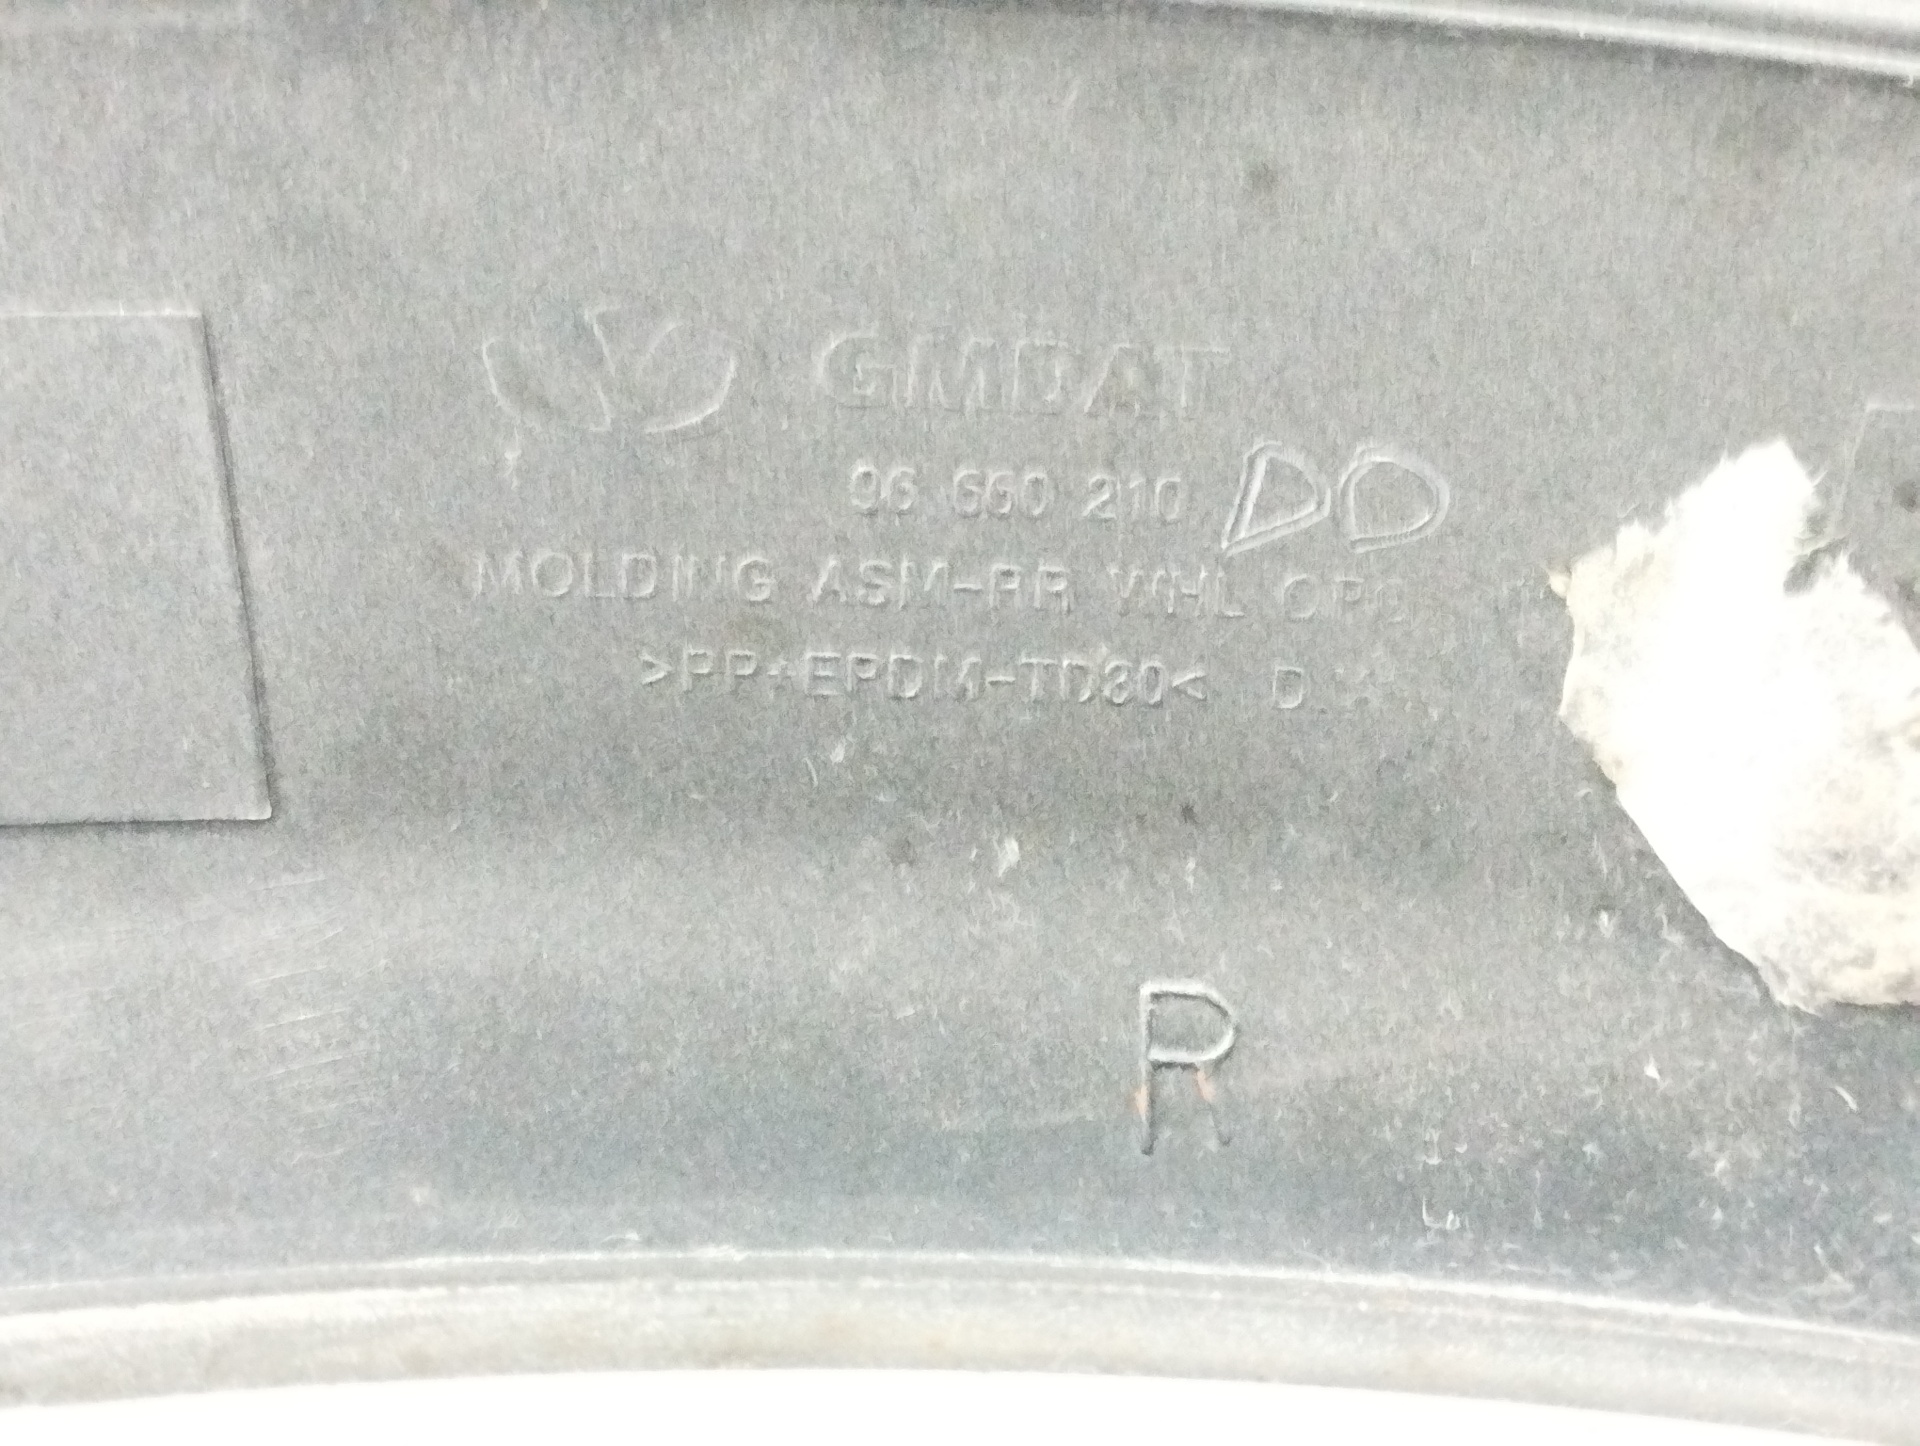 GMDAT
96 660 210 DD
MOLDING ASM-RR WHL OPG
>PP+EPDM-TD30< D
R